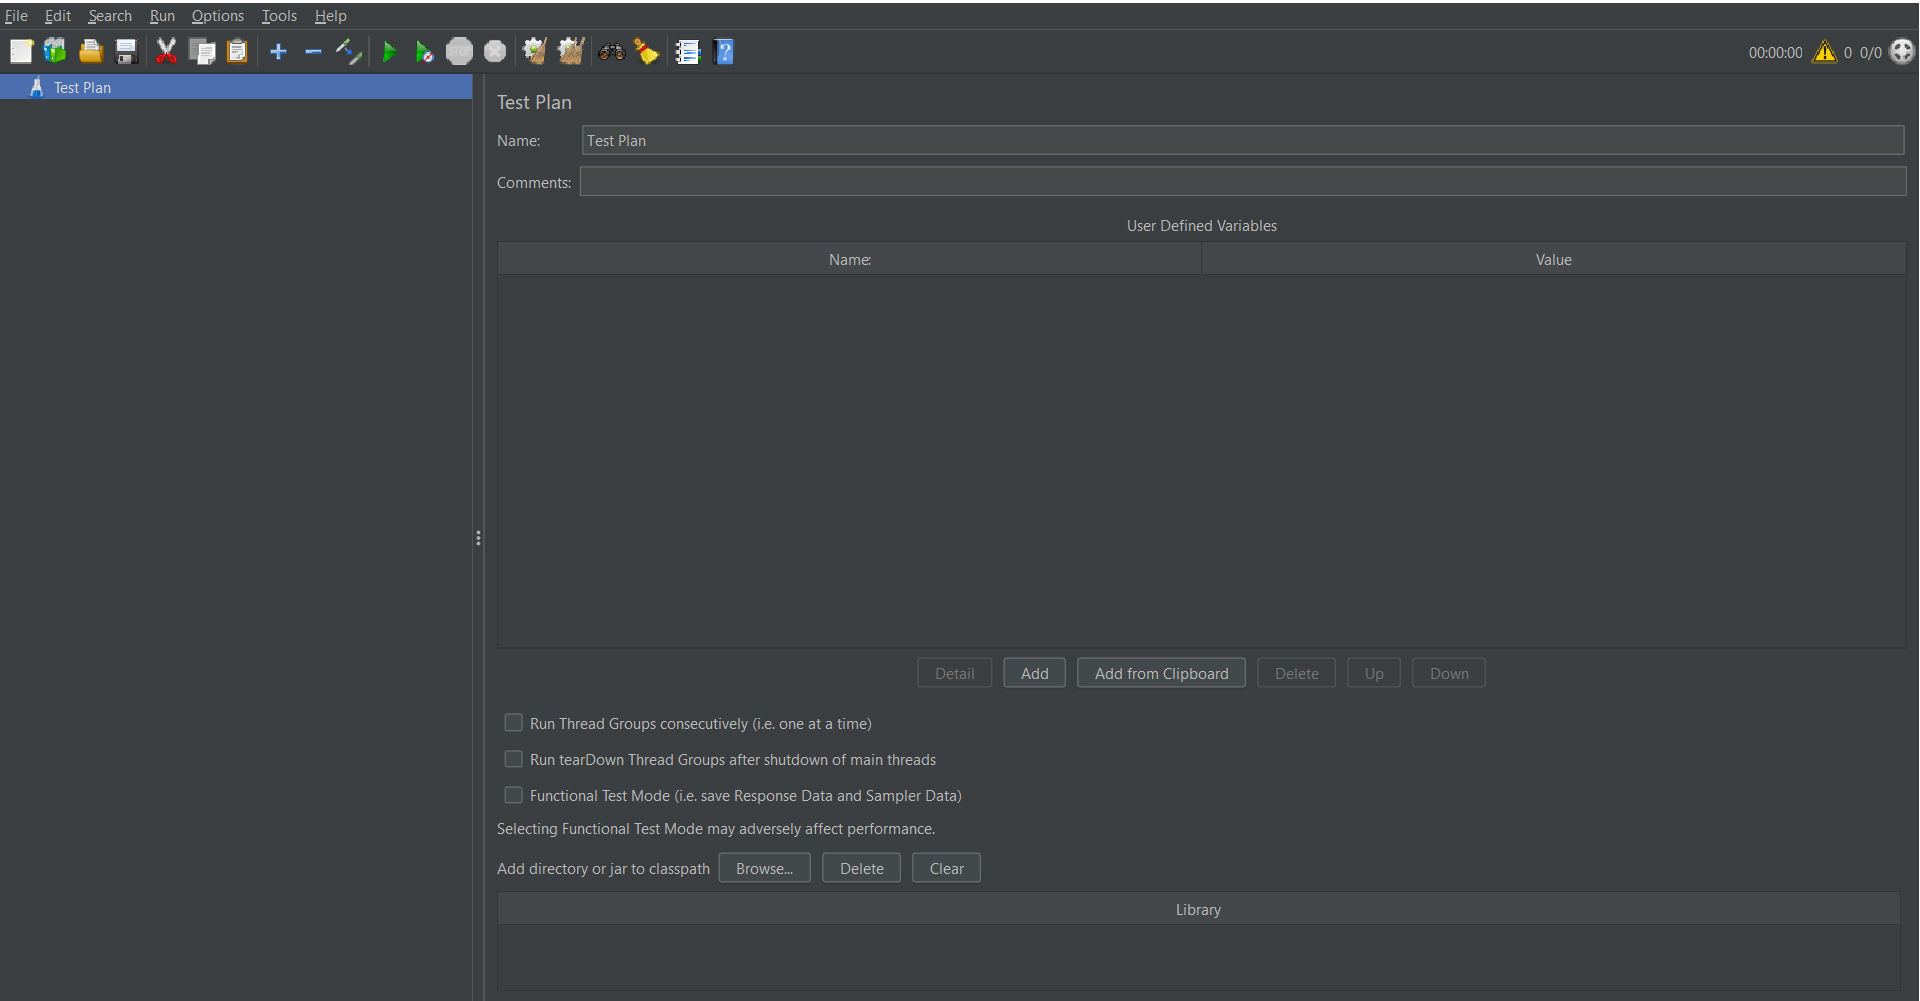 File Edit Search Run Options Tools Help
00:00:00 0 0/0
Test Plan
Test Plan
Name: Test Plan
Comments:
User Defined Variables
Name: Value
Detail Add Add from Clipboard Delete Up Down
Run Thread Groups consecutively (i.e. one at a time)
Run tearDown Thread Groups after shutdown of main threads
Functional Test Mode (i.e. save Response Data and Sampler Data)
Selecting Functional Test Mode may adversely affect performance.
Add directory or jar to classpath Browse... Delete Clear
Library